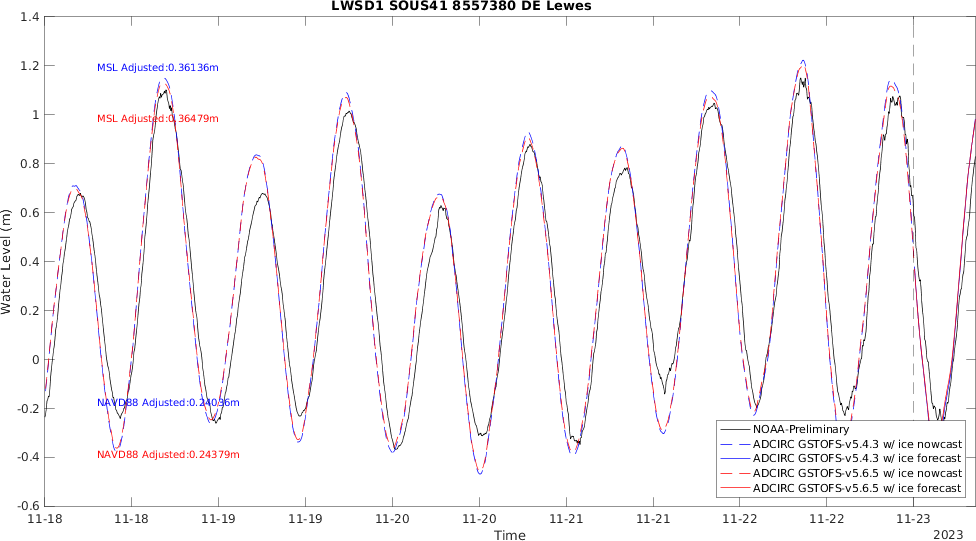 LWSD1 SOUS41 8557380 DE Lewes
1.4
1.2
1
0.8
0.6
0.4
0.2
0
-0.2
-0.4
-0.6
Water Level (m)
MSL Adjusted:0.36136m
MSL Adjusted:0.36479m
NAVD88 Adjusted:0.24036m
NAVD88 Adjusted:0.24379m
NOAA-Preliminary
ADCIRC GSTOFS-v5.4.3 w/ ice nowcast
ADCIRC GSTOFS-v5.4.3 w/ ice forecast
ADCIRC GSTOFS-v5.6.5 w/ ice nowcast
ADCIRC GSTOFS-v5.6.5 w/ ice forecast
11-18 11-18 11-19 11-19 11-20 11-20 11-21 11-21 11-22 11-22 11-23
Time
2023